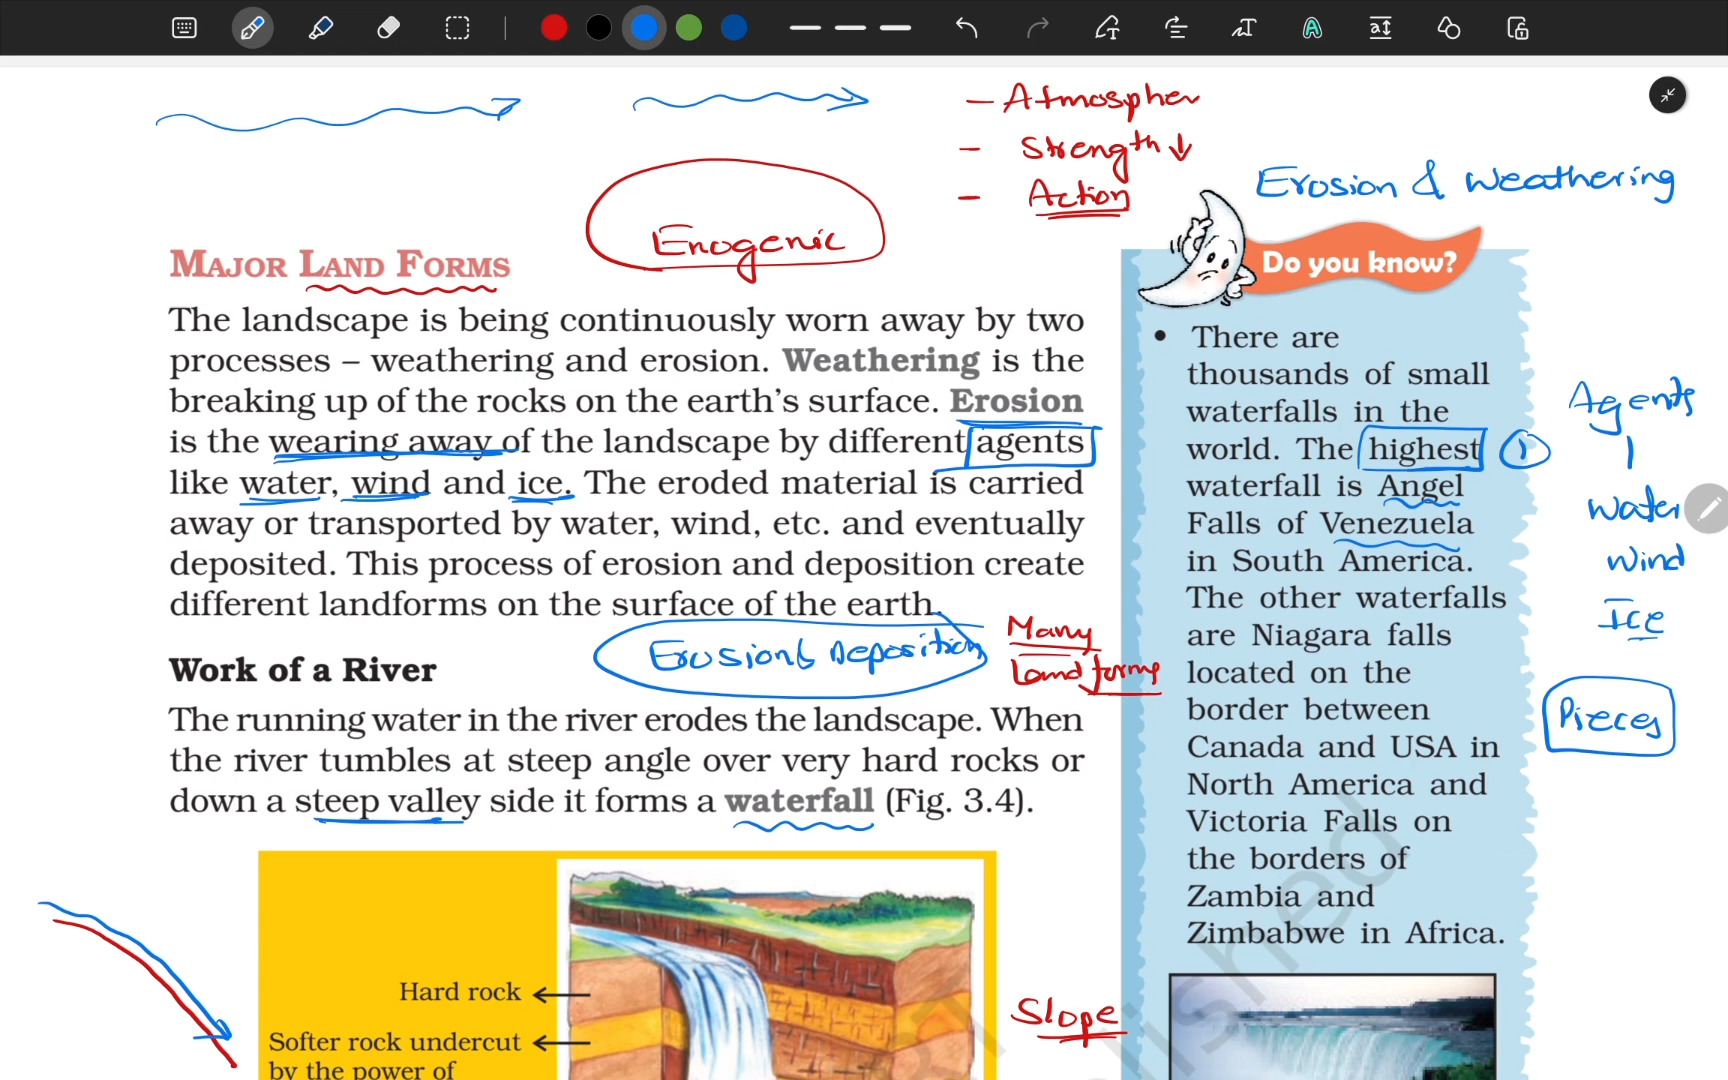 - Atmospher
- Strength ↓
- Action
Erosion & Weathering
Enogenic
MAJOR LAND FORMS
The landscape is being continuously worn away by two
processes – weathering and erosion. Weathering is the
breaking up of the rocks on the earth's surface. Erosion
is the wearing away of the landscape by different agents
like water, wind and ice. The eroded material is carried
away or transported by water, wind, etc. and eventually
deposited. This process of erosion and deposition create
different landforms on the surface of the earth.
Erosion & Deposition
Many
Land forms
Work of a River
The running water in the river erodes the landscape. When
the river tumbles at steep angle over very hard rocks or
down a steep valley side it forms a waterfall (Fig. 3.4).
Hard rock
Softer rock undercut
by the power of
Slope
Do you know?
• There are
thousands of small
waterfalls in the
world. The highest
waterfall is Angel
Falls of Venezuela
in South America.
The other waterfalls
are Niagara falls
located on the
border between
Canada and USA in
North America and
Victoria Falls on
the borders of
Zambia and
Zimbabwe in Africa.
1
Agents
Water
Wind
Ice
Pieces